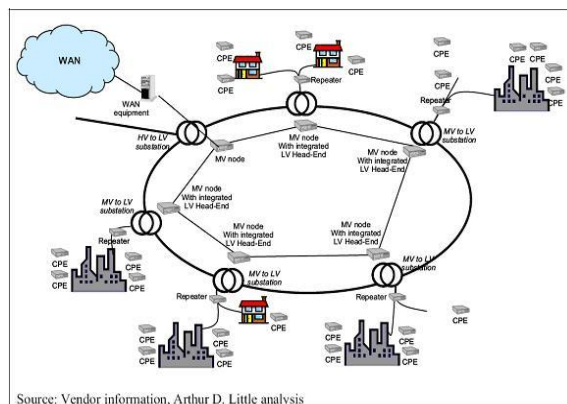 WAN
WAN
equipment
HV to LV
substation
MV node
CPE
CPE
CPE
CPE
Repeater
MV node
With integrated
LV Head-End
CPE
CPE
CPE
CPE
CPE
CPE
Repeater
MV to LV
substation
MV node
With integrated
LV Head-End
MV to LV
substation
MV node
With integrated
LV Head-End
MV node
With integrated
LV Head-End
MV node
With integrated
LV Head-End
Repeater
CPE
CPE
CPE
CPE
CPE
CPE
MV to LV
substation
Repeater
CPE
CPE
CPE
CPE
CPE
MV to LV
substation
Repeater
CPE
CPE
CPE
CPE
CPE
Source: Vendor information, Arthur D. Little analysis